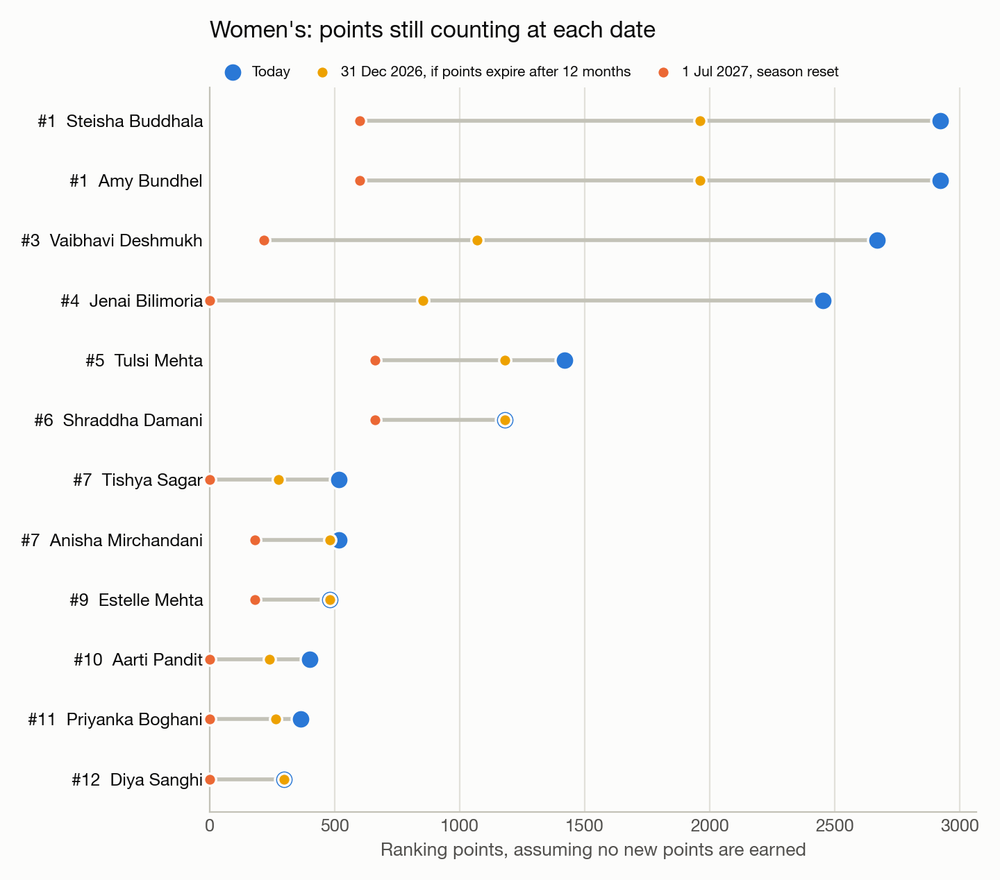 Women's: points still counting at each date
Today 31 Dec 2026, if points expire after 12 months 1 Jul 2027, season reset
#1 Steisha Buddhala
#1 Amy Bundhel
#3 Vaibhavi Deshmukh
#4 Jenai Bilimoria
#5 Tulsi Mehta
#6 Shraddha Damani
#7 Tishya Sagar
#7 Anisha Mirchandani
#9 Estelle Mehta
#10 Aarti Pandit
#11 Priyanka Boghani
#12 Diya Sanghi
0 500 1000 1500 2000 2500 3000
Ranking points, assuming no new points are earned